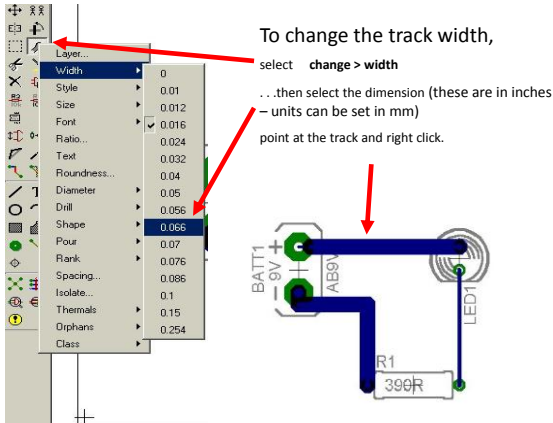 To change the track width,
select change > width
. . .then select the dimension (these are in inches
– units can be set in mm)
point at the track and right click.
Layer...
Width
Style
Size
Font
Ratio...
Text
Roundness...
Diameter
Drill
Shape
Pour
Rank
Spacing...
Isolate...
Thermals
Orphans
Class
0
0.01
0.012
0.016
0.024
0.032
0.04
0.05
0.056
0.066
0.07
0.076
0.086
0.1
0.15
0.254
BATT1
9V
+
-
AB9V
LED1
R1
390R